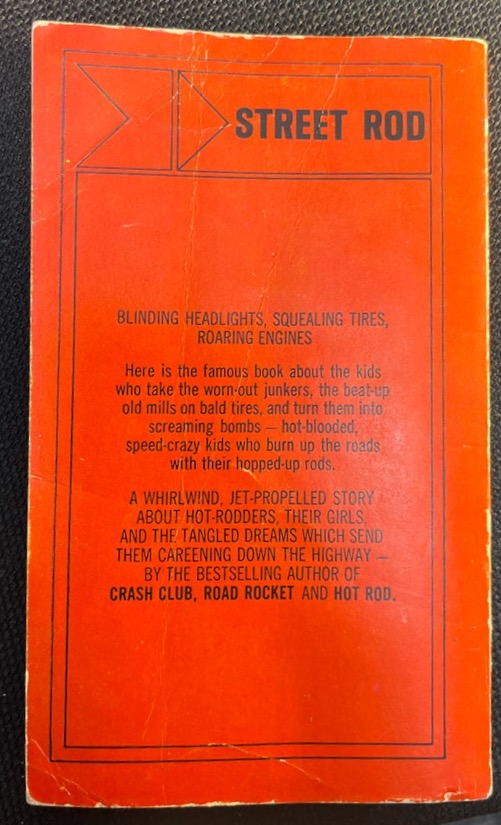 STREET ROD
BLINDING HEADLIGHTS, SQUEALING TIRES,
ROARING ENGINES
Here is the famous book about the kids
who take the worn-out junkers, the beat-up
old mills on bald tires, and turn them into
screaming bombs — hot-blooded,
speed-crazy kids who burn up the roads
with their hopped-up rods.
A WHIRLWIND, JET-PROPELLED STORY
ABOUT HOT-RODDERS, THEIR GIRLS,
AND THE TANGLED DREAMS WHICH SEND
THEM CAREENING DOWN THE HIGHWAY —
BY THE BESTSELLING AUTHOR OF
CRASH CLUB, ROAD ROCKET AND HOT ROD.